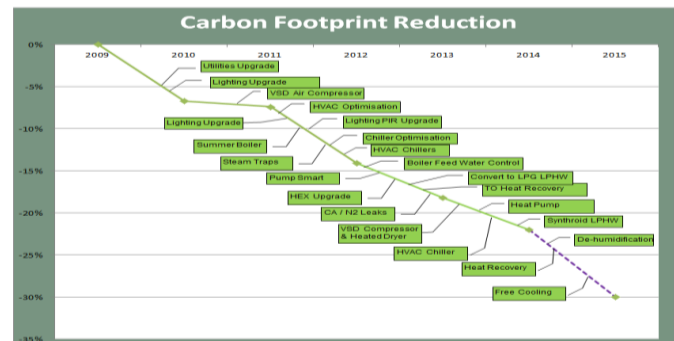 Carbon Footprint Reduction
0%
2009 2010 2011 2012 2013 2014 2015
Utilities Upgrade
-5%
Lighting Upgrade
VSD Air Compressor
HVAC Optimisation
-10%
Lighting Upgrade
Lighting PIR Upgrade
Summer Boiler
Chiller Optimisation
HVAC Chillers
Steam Traps
Boiler Feed Water Control
-15%
Pump Smart
Convert to LPG LPHW
TO Heat Recovery
HEX Upgrade
Heat Pump
-20%
CA / N2 Leaks
Synthroid LPHW
VSD Compressor
& Heated Dryer
De-humidification
HVAC Chiller
-25%
Heat Recovery
Free Cooling
-30%
-35%